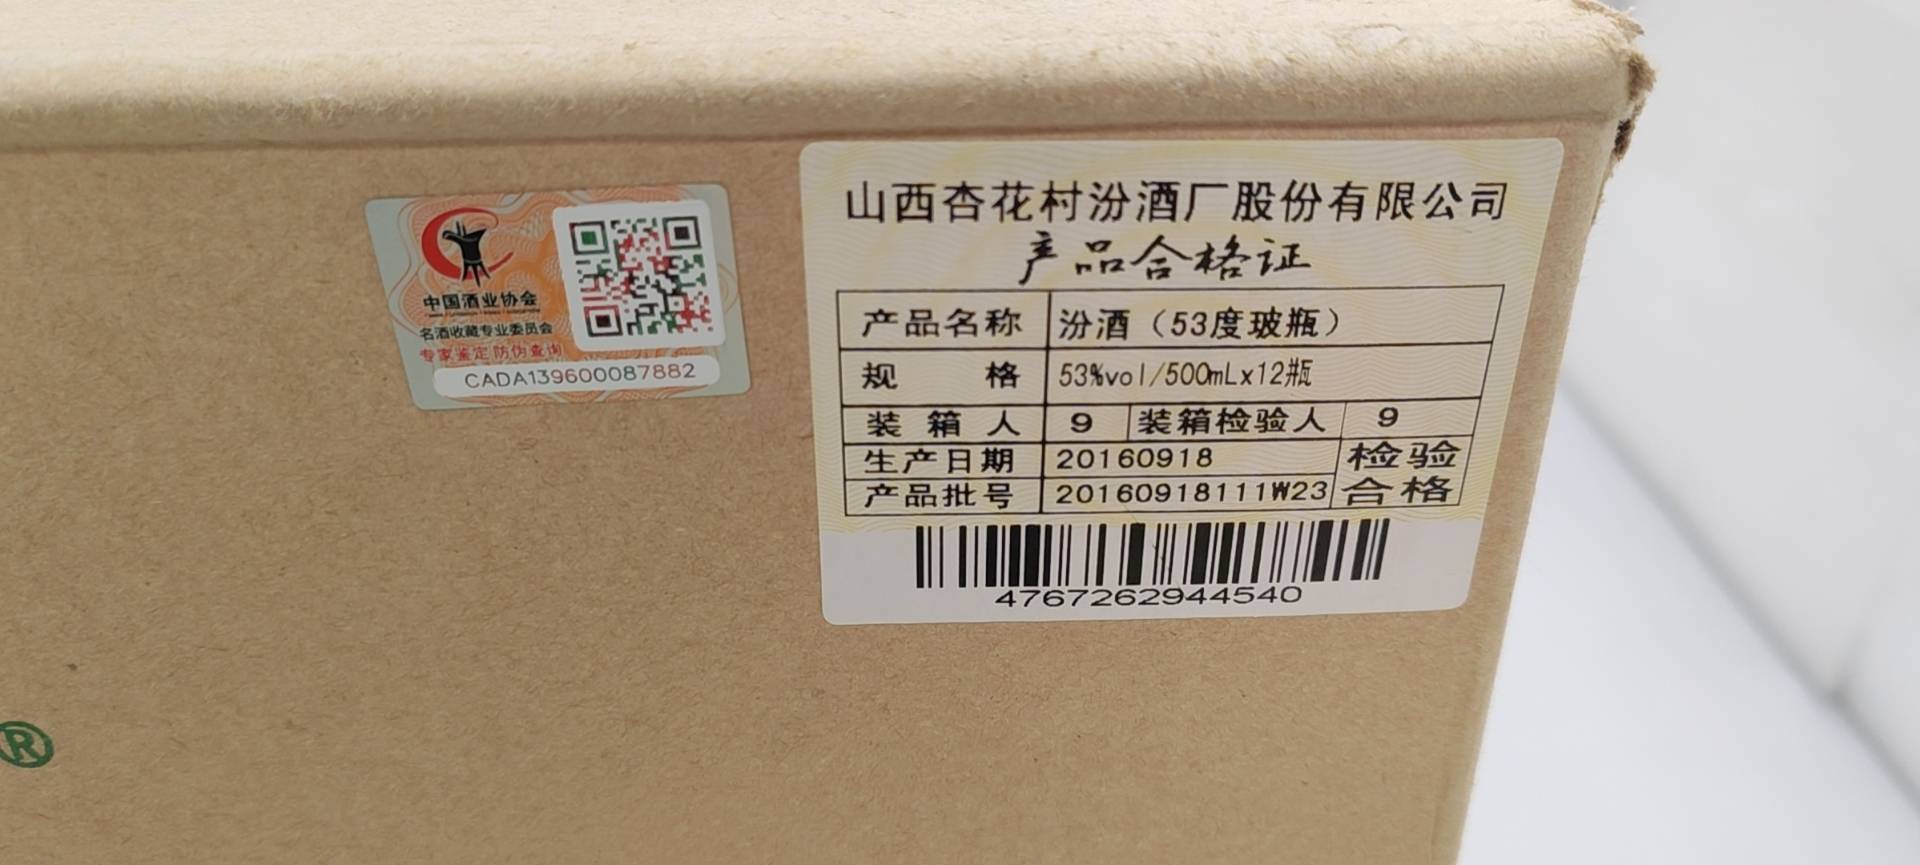 中国酒业协会
名酒收藏专业委员会
专家鉴定 防伪查询
CADA139600087882
山西杏花村汾酒厂股份有限公司
产品合格证
产品名称 汾酒（53度玻瓶）
规 格 53%vol/500mLx12瓶
装箱人 9 装箱检验人 9
生产日期 20160918 检验
产品批号 20160918111W23 合格
4767262944540
®